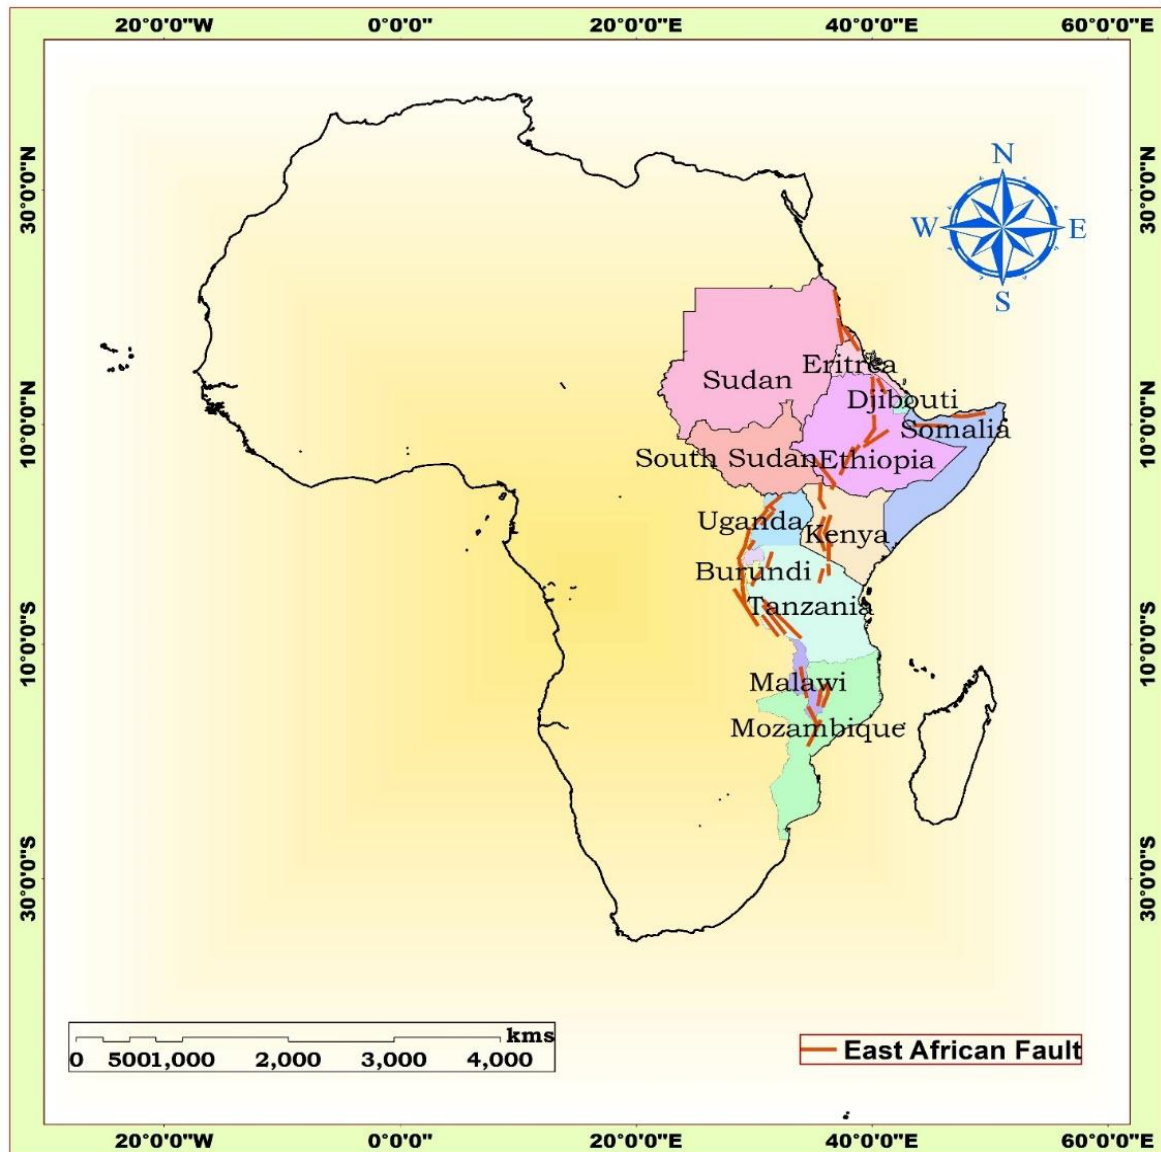 20°0'0"W 0°0'0" 20°0'0"E 40°0'0"E 60°0'0"E
30°0'0"N
30°0'0"N
N
W E
S
Eritrea
Sudan
Djibouti
10°0'0"N
10°0'0"N
Somalia
South Sudan
Ethiopia
Uganda
Kenya
Burundi
Tanzania
10°0'0"S
10°0'0"S
Malawi
Mozambique
30°0'0"S
30°0'0"S
kms
0 500 1,000 2,000 3,000 4,000
East African Fault
20°0'0"W 0°0'0" 20°0'0"E 40°0'0"E 60°0'0"E